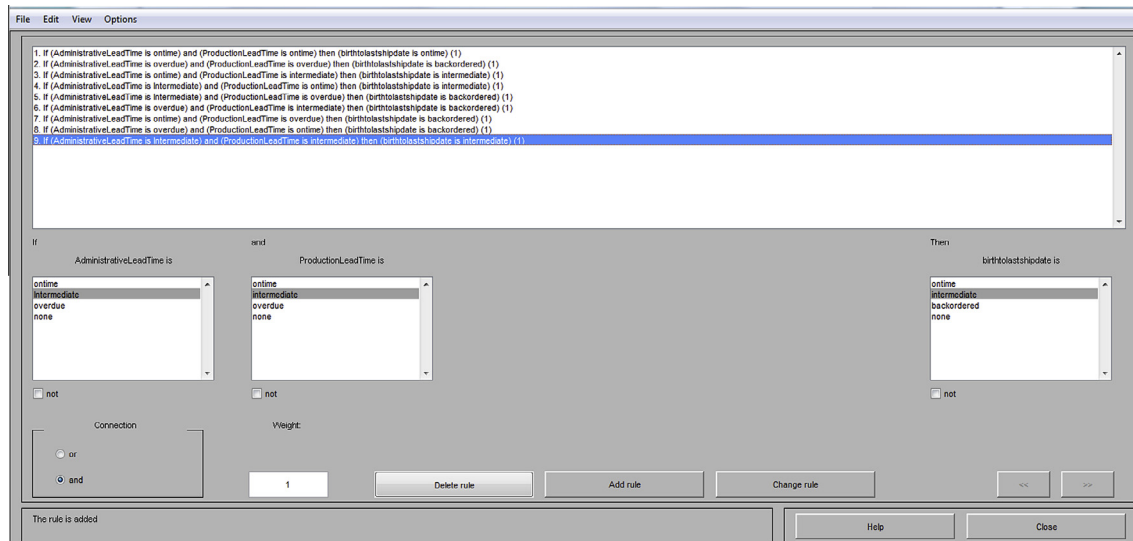 File Edit View Options
1. If (AdministrativeLeadTime is ontime) and (ProductionLeadTime is ontime) then (birthtolastshipdate is ontime) (1)
2. If (AdministrativeLeadTime is overdue) and (ProductionLeadTime is overdue) then (birthtolastshipdate is backordered) (1)
3. If (AdministrativeLeadTime is ontime) and (ProductionLeadTime is intermediate) then (birthtolastshipdate is intermediate) (1)
4. If (AdministrativeLeadTime is Intermediate) and (ProductionLeadTime is ontime) then (birthtolastshipdate is intermediate) (1)
5. If (AdministrativeLeadTime is Intermediate) and (ProductionLeadTime is overdue) then (birthtolastshipdate is backordered) (1)
6. If (AdministrativeLeadTime is overdue) and (ProductionLeadTime is intermediate) then (birthtolastshipdate is backordered) (1)
7. If (AdministrativeLeadTime is ontime) and (ProductionLeadTime is overdue) then (birthtolastshipdate is backordered) (1)
8. If (AdministrativeLeadTime is overdue) and (ProductionLeadTime is ontime) then (birthtolastshipdate is backordered) (1)
9. If (AdministrativeLeadTime is Intermediate) and (ProductionLeadTime is intermediate) then (birthtolastshipdate is intermediate) (1)
If and Then
AdministrativeLeadTime is ProductionLeadTime is birthtolastshipdate is
ontime ontime ontime
Intermediate intermediate intermediate
overdue overdue backordered
none none none
not not not
Connection Weight:
or
and 1 Delete rule Add rule Change rule << >>
The rule is added Help Close